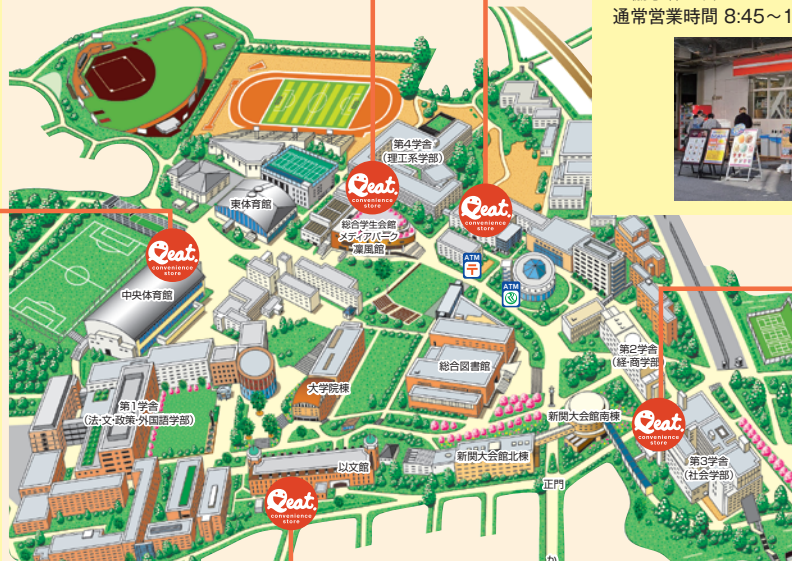 通常営業時間 8:45～1
第4学舎
(理工系学部)
Qeat.
convenience
store
Qeat.
convenience
store
東体育館
総合学生会館
メディアパーク
凜風館
Qeat.
convenience
store
ATM
〒
ATM
中央体育館
第2学舎
(経・商学部)
総合図書館
大学院棟
第1学舎
(法・文・政策・外国語学部)
新関大会館南棟
Qeat.
convenience
store
新関大会館北棟
第3学舎
(社会学部)
以文館
正門
Qeat.
convenience
store